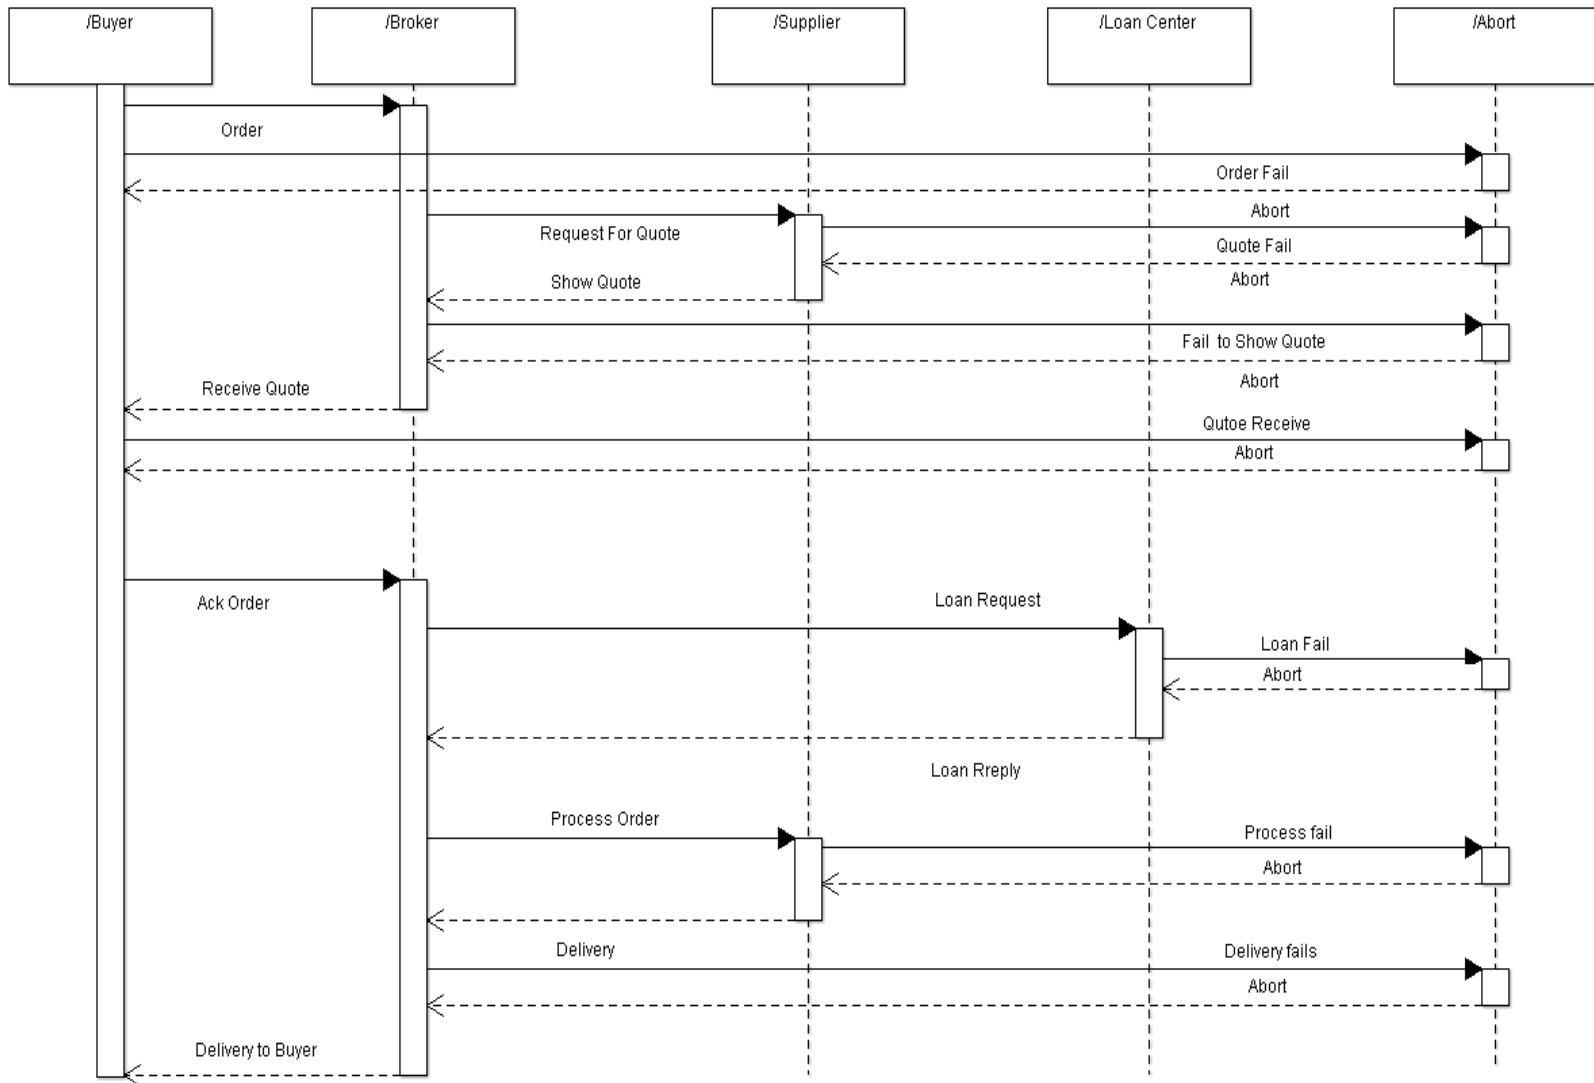 /Buyer
/Broker
/Supplier
/Loan Center
/Abort
Order
Order Fail
Abort
Request For Quote
Quote Fail
Abort
Show Quote
Fail to Show Quote
Abort
Receive Quote
Qutoe Receive
Abort
Ack Order
Loan Request
Loan Fail
Abort
Loan Rreply
Process Order
Process fail
Abort
Delivery
Delivery fails
Abort
Delivery to Buyer